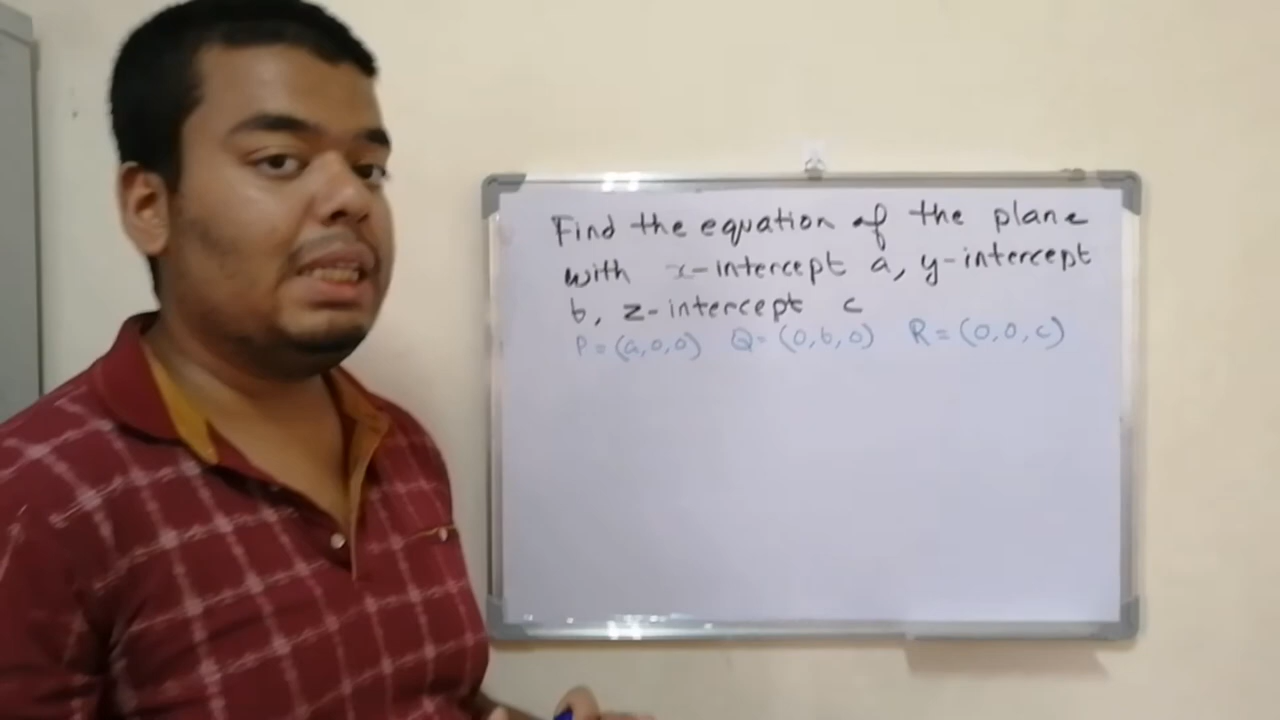 Find the equation of the plane
with x-intercept a, y-intercept
b, z-intercept c
P=(a,0,0) Q=(0,b,0) R=(0,0,c)